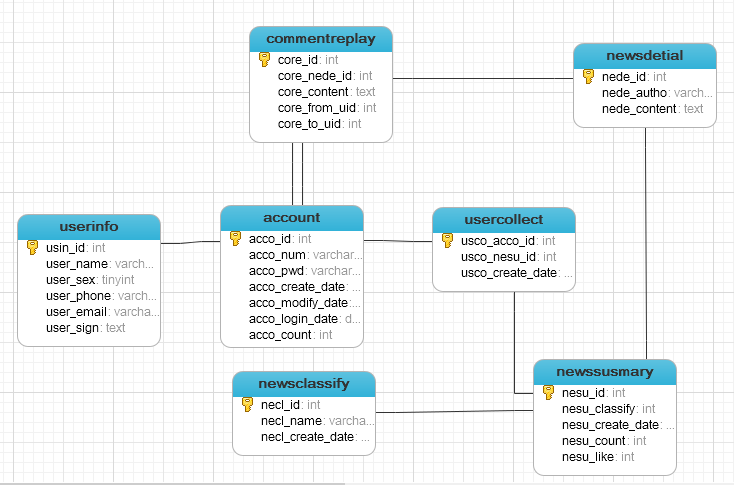 commentreplay
core_id: int
core_nede_id: int
core_content: text
core_from_uid: int
core_to_uid: int
newsdetial
nede_id: int
nede_autho: varch...
nede_content: text
userinfo
usin_id: int
user_name: varch...
user_sex: tinyint
user_phone: varch...
user_email: varcha...
user_sign: text
account
acco_id: int
acco_num: varchar...
acco_pwd: varchar...
acco_create_date: ...
acco_modify_date:...
acco_login_date: d...
acco_count: int
usercollect
usco_acco_id: int
usco_nesu_id: int
usco_create_date: ...
newsclassify
necl_id: int
necl_name: varcha...
necl_create_date: ...
newssusmary
nesu_id: int
nesu_classify: int
nesu_create_date: ...
nesu_count: int
nesu_like: int